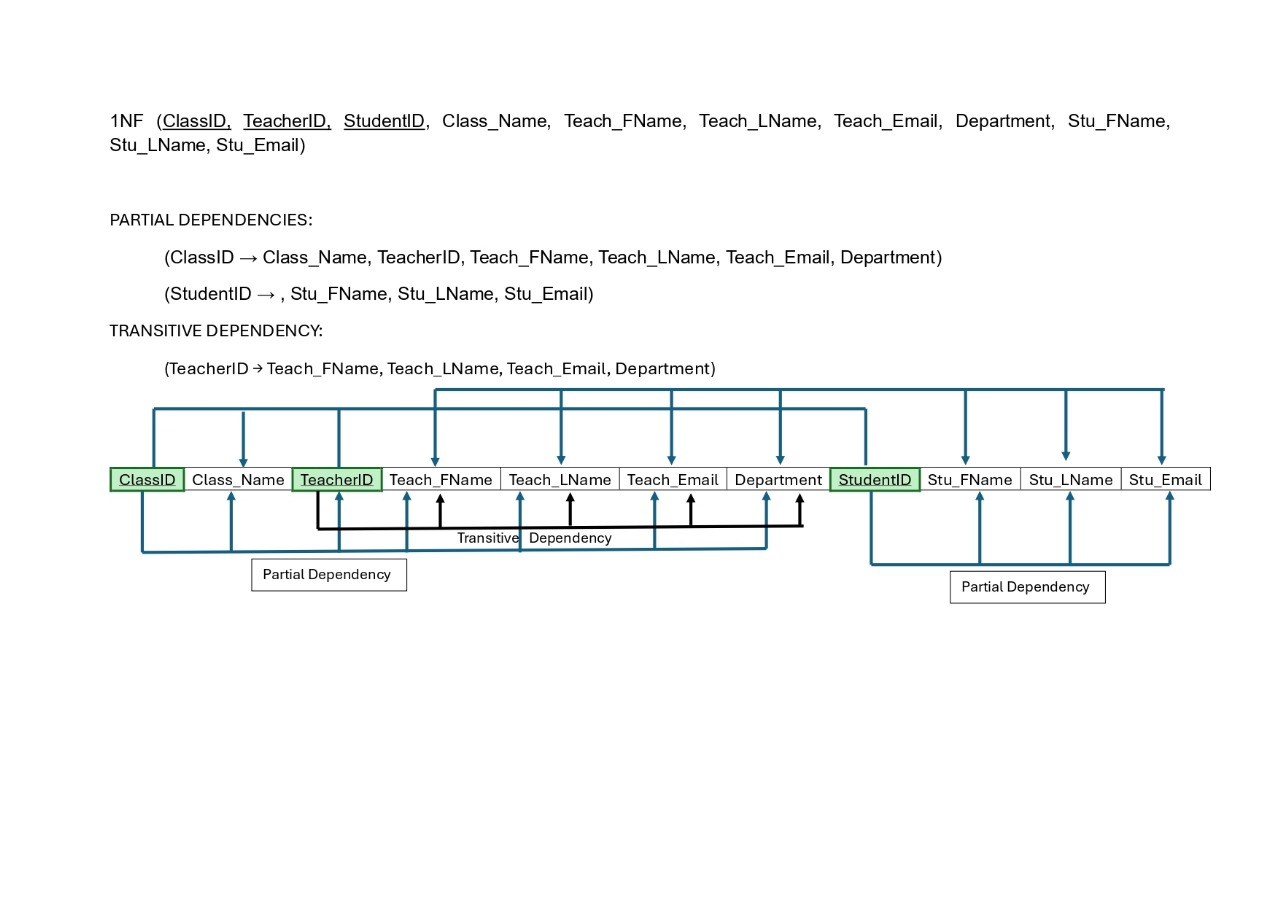 1NF (ClassID, TeacherID, StudentID, Class_Name, Teach_FName, Teach_LName, Teach_Email, Department, Stu_FName,
Stu_LName, Stu_Email)
PARTIAL DEPENDENCIES:
(ClassID → Class_Name, TeacherID, Teach_FName, Teach_LName, Teach_Email, Department)
(StudentID → , Stu_FName, Stu_LName, Stu_Email)
TRANSITIVE DEPENDENCY:
(TeacherID → Teach_FName, Teach_LName, Teach_Email, Department)
ClassID Class_Name TeacherID Teach_FName Teach_LName Teach_Email Department StudentID Stu_FName Stu_LName Stu_Email
Transitive Dependency
Partial Dependency
Partial Dependency